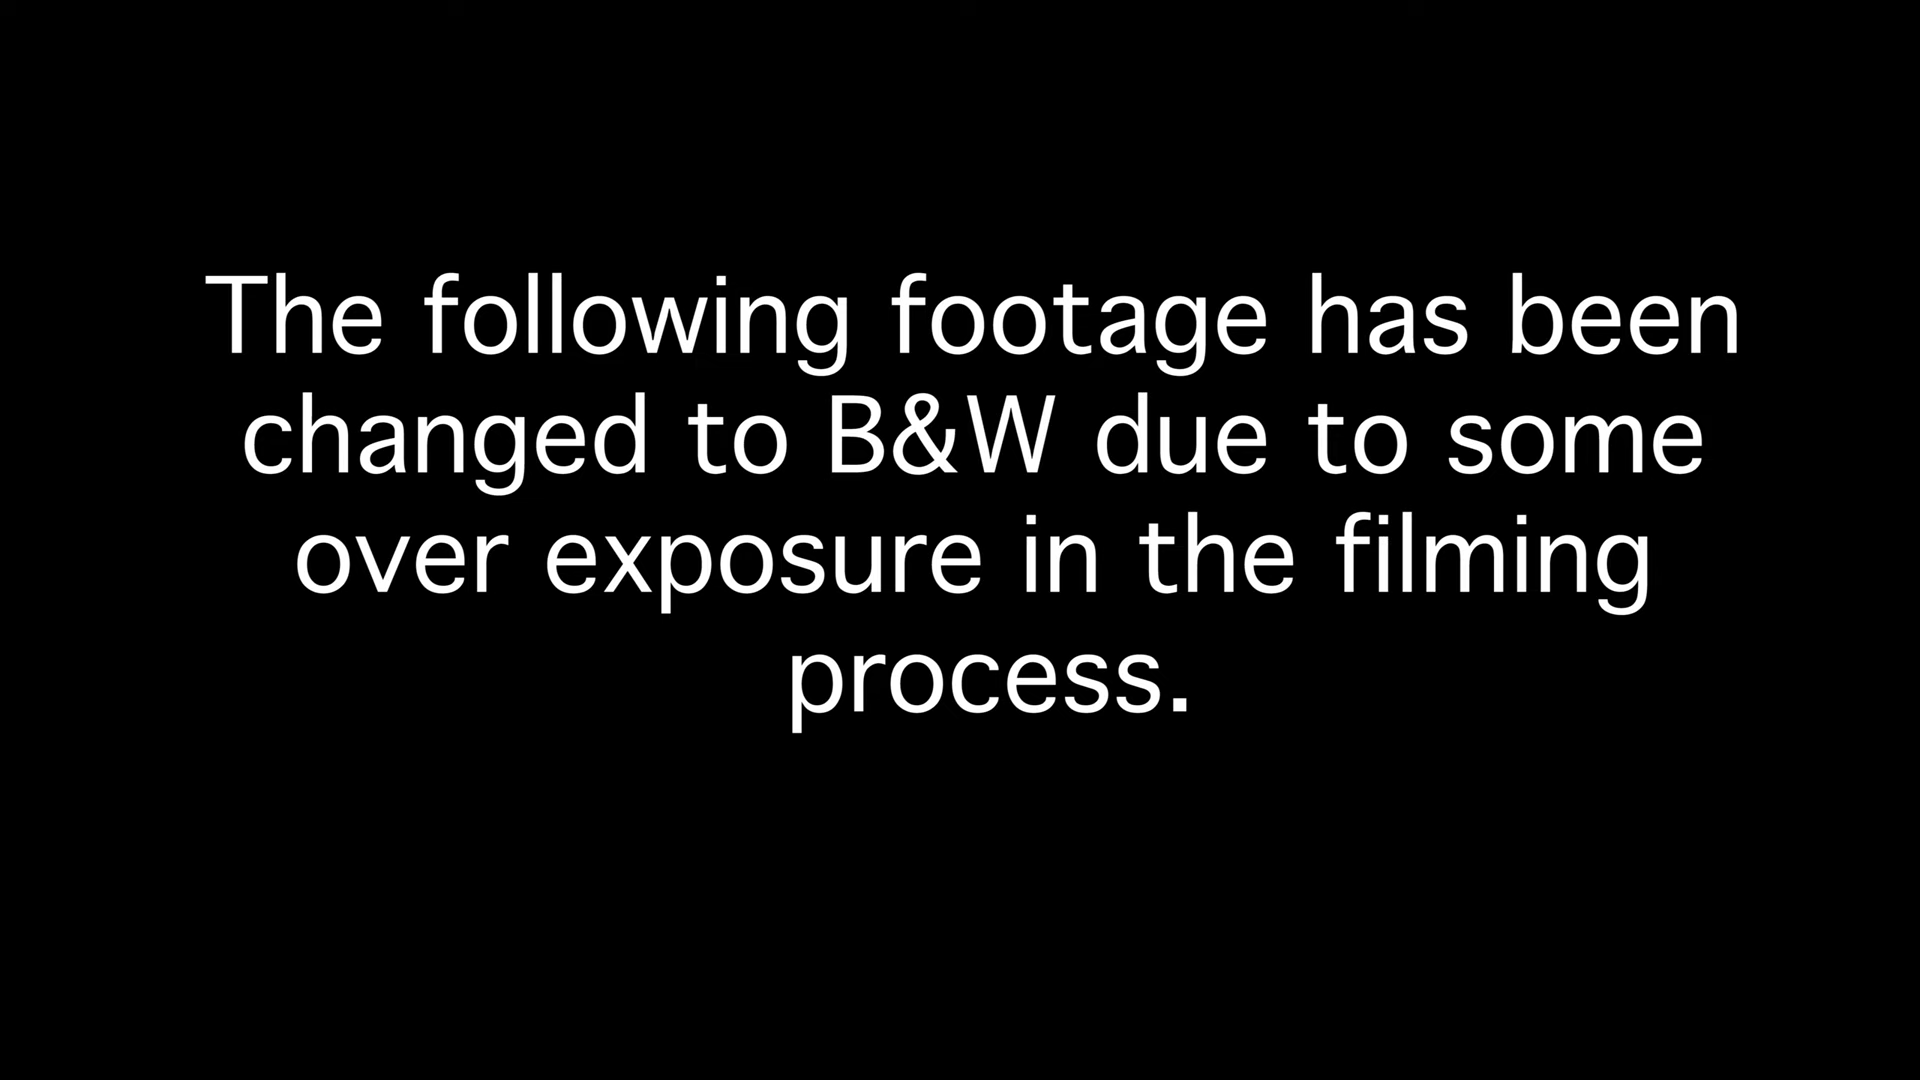 The following footage has been
changed to B&W due to some
over exposure in the filming
process.